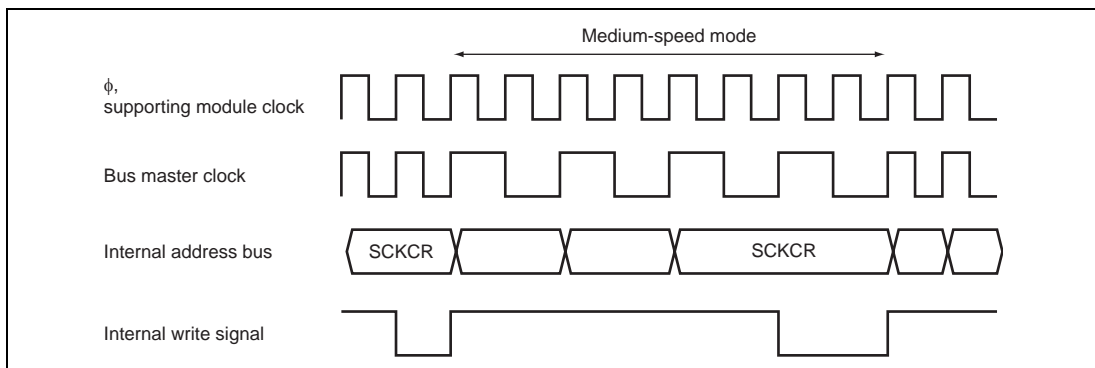 Medium-speed mode
ϕ,
supporting module clock
Bus master clock
Internal address bus
SCKCR
SCKCR
Internal write signal